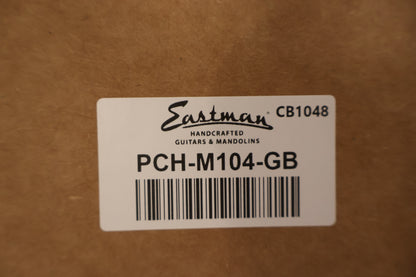 Eastman CB1048
HANDCRAFTED
GUITARS & MANDOLINS
PCH-M104-GB